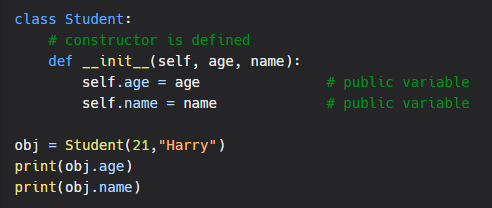 class Student:
    # constructor is defined
    def __init__(self, age, name):
        self.age = age               # public variable
        self.name = name             # public variable

obj = Student(21,"Harry")
print(obj.age)
print(obj.name)